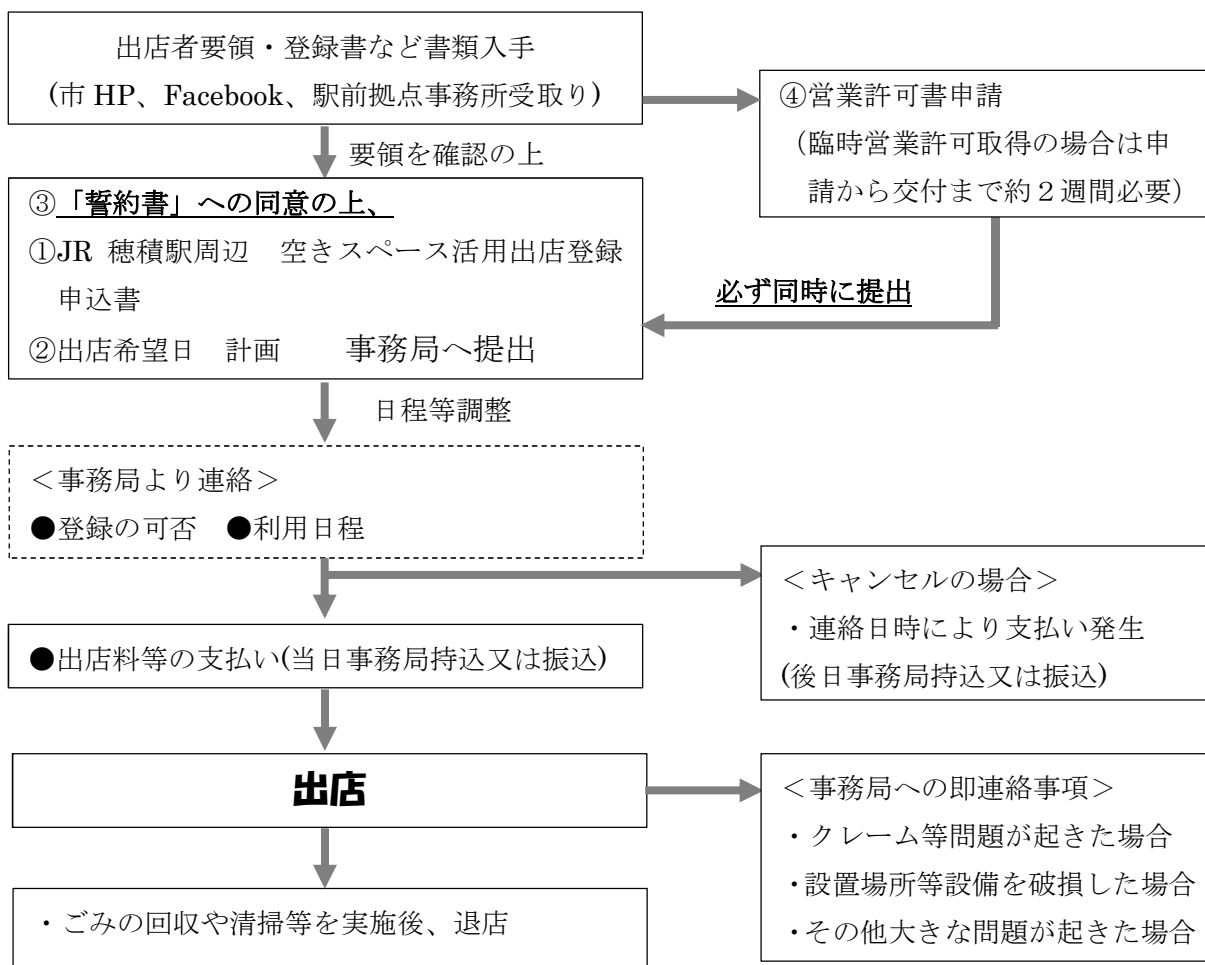 出店者要領・登録書など書類入手
(市 HP、Facebook、駅前拠点事務所受取り)
④営業許可書申請
（臨時営業許可取得の場合は申
請から交付まで約２週間必要）
要領を確認の上
③「誓約書」への同意の上、
①JR 穂積駅周辺　空きスペース活用出店登録
申込書
②出店希望日　計画　　事務局へ提出
必ず同時に提出
日程等調整
＜事務局より連絡＞
●登録の可否　●利用日程
＜キャンセルの場合＞
・連絡日時により支払い発生
(後日事務局持込又は振込)
●出店料等の支払い(当日事務局持込又は振込)
出店
＜事務局への即連絡事項＞
・クレーム等問題が起きた場合
・設置場所等設備を破損した場合
・その他大きな問題が起きた場合
・ごみの回収や清掃等を実施後、退店